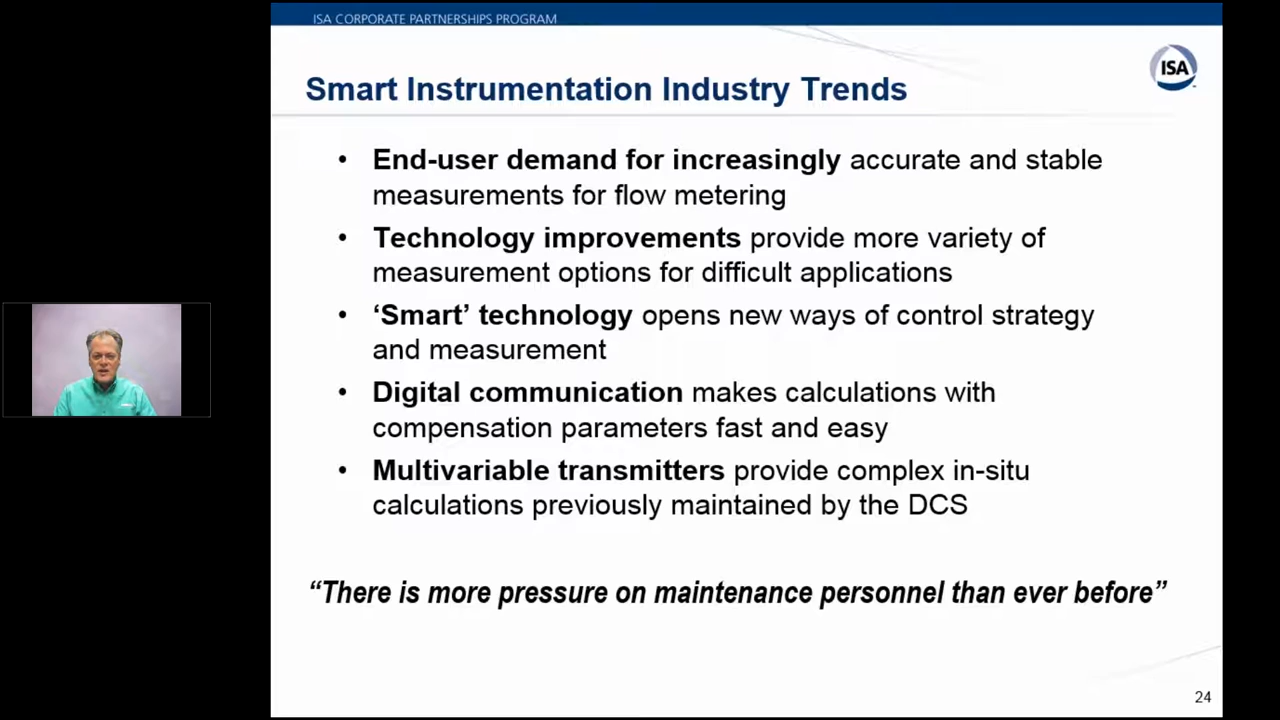 ISA CORPORATE PARTNERSHIPS PROGRAM
ISA
Smart Instrumentation Industry Trends
• End-user demand for increasingly accurate and stable
measurements for flow metering
• Technology improvements provide more variety of
measurement options for difficult applications
• ‘Smart’ technology opens new ways of control strategy
and measurement
• Digital communication makes calculations with
compensation parameters fast and easy
• Multivariable transmitters provide complex in-situ
calculations previously maintained by the DCS
“There is more pressure on maintenance personnel than ever before”
24